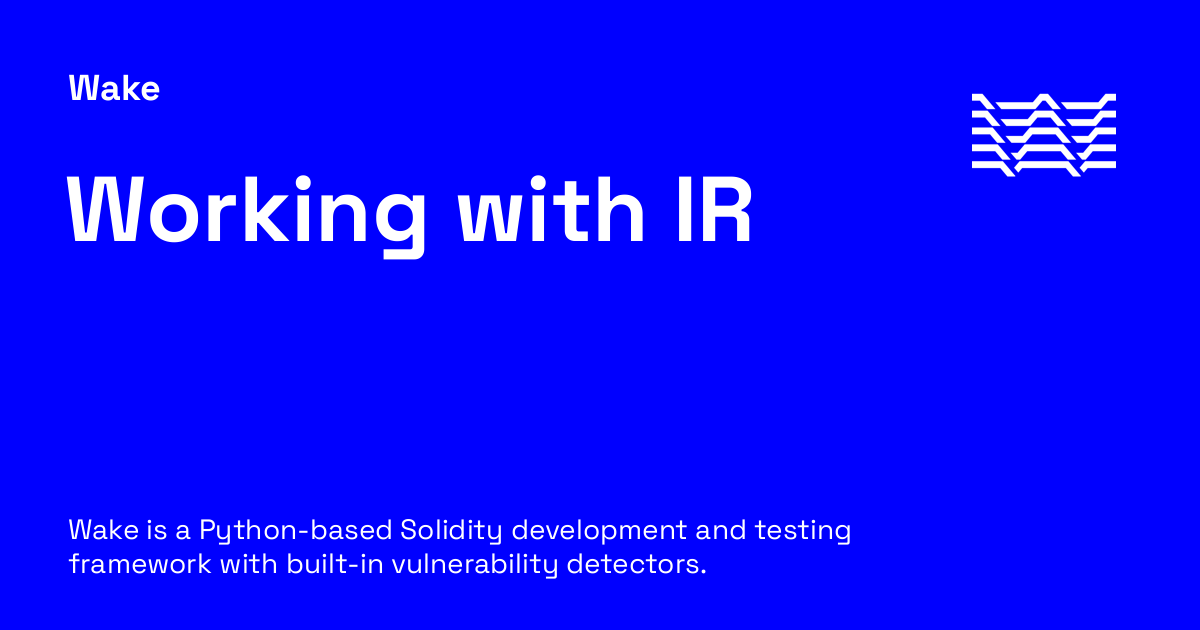 Wake
Working with IR
Wake is a Python-based Solidity development and testing
framework with built-in vulnerability detectors.